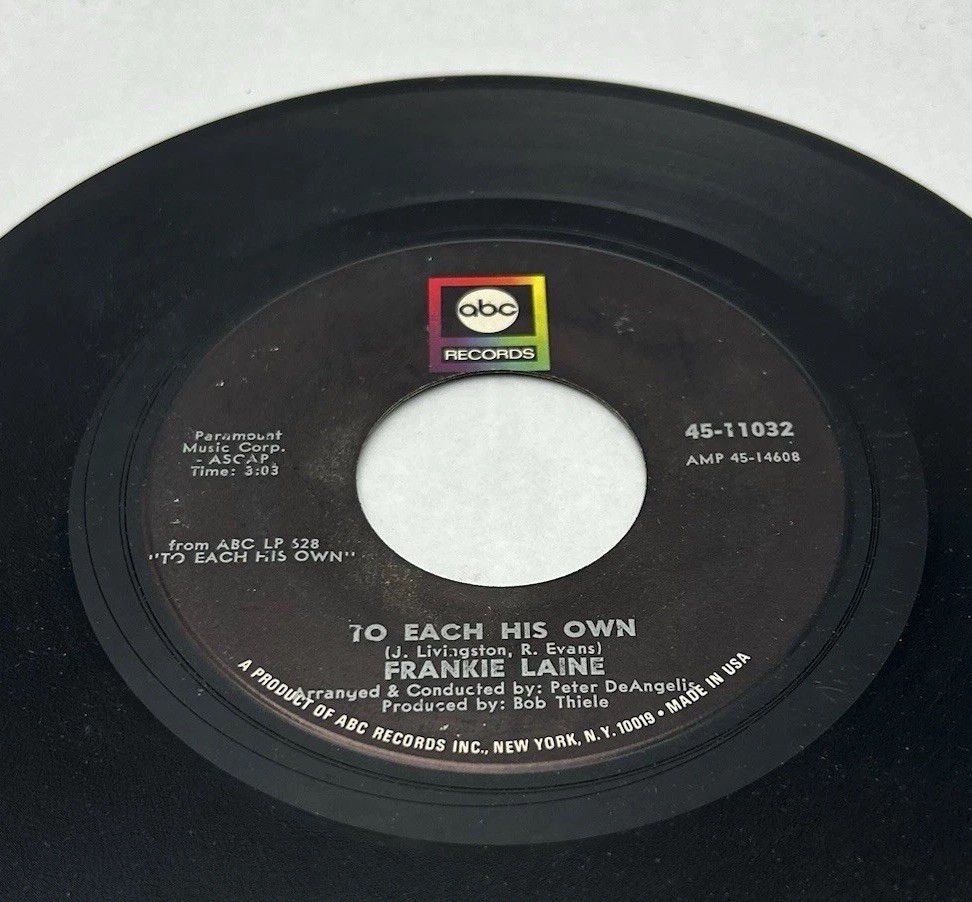 abc
RECORDS
Paramount
Music Corp.
- ASCAP
Time: 3:03
45-11032
AMP 45-14608
from ABC LP 628
"TO EACH HIS OWN"
TO EACH HIS OWN
(J. Livingston, R. Evans)
FRANKIE LAINE
Arranged & Conducted by: Peter DeAngelis
Produced by: Bob Thiele
A PRODUCT OF ABC RECORDS INC., NEW YORK, N.Y. 10019 • MADE IN USA